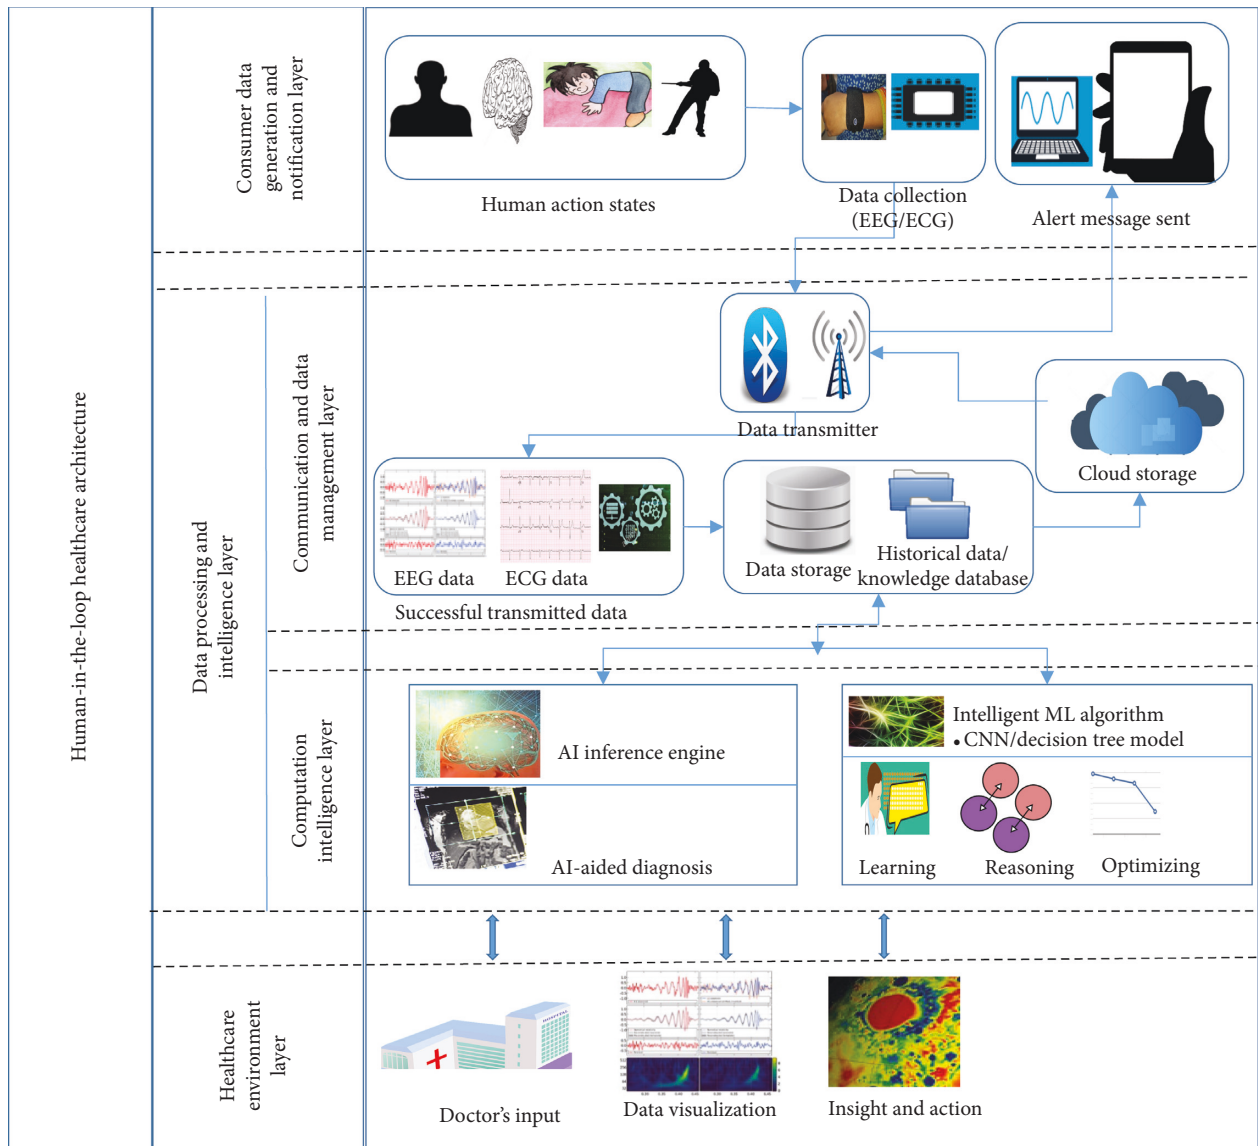 Human-in-the-loop healthcare architecture
Consumer data
generation and
notification layer
Human action states
Data collection
(EEG/ECG)
Alert message sent
Data processing and
intelligence layer
Communication and data
management layer
Data transmitter
Cloud storage
EEG data
ECG data
Successful transmitted data
Data storage
Historical data/
knowledge database
Computation
intelligence layer
AI inference engine
AI-aided diagnosis
Intelligent ML algorithm
• CNN/decision tree model
Learning
Reasoning
Optimizing
Healthcare
environment
layer
HOSPITAL
Doctor's input
Data visualization
Insight and action